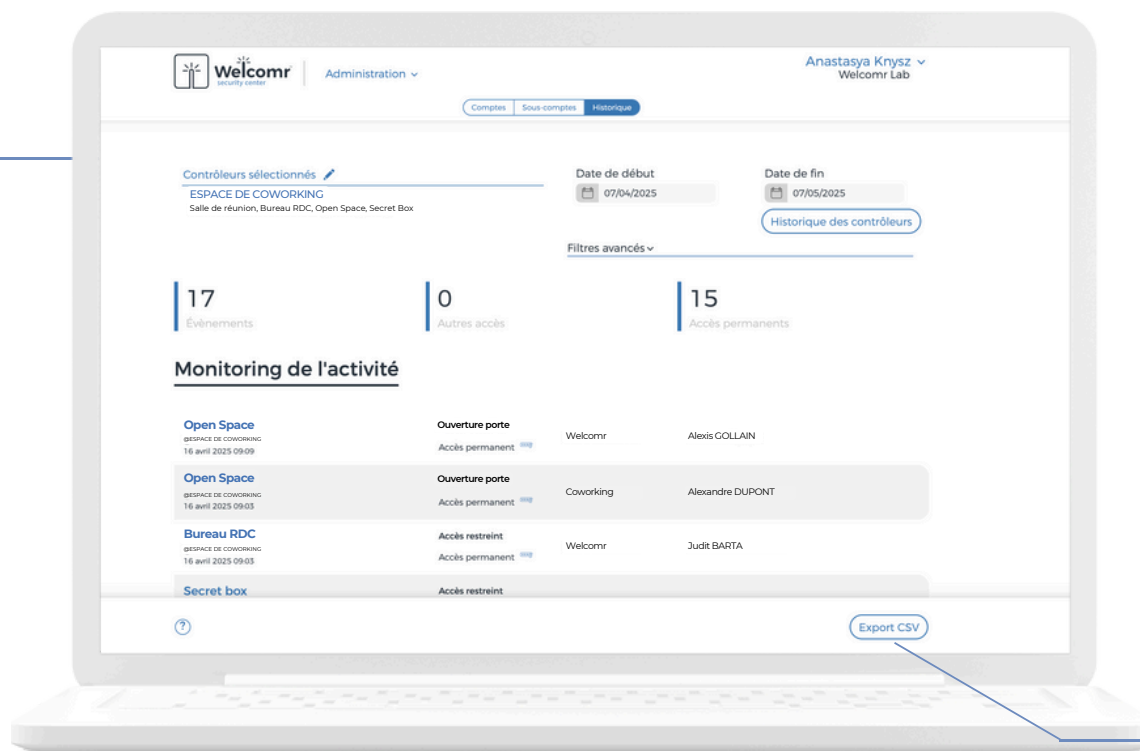 Welcomr
security center
Administration
Anastasya Knysz
Welcomr Lab
Comptes Sous-comptes Historique
Contrôleurs sélectionnés
ESPACE DE COWORKING
Salle de réunion, Bureau RDC, Open Space, Secret Box
Date de début
07/04/2025
Date de fin
07/05/2025
Historique des contrôleurs
Filtres avancés
17
Évènements
0
Autres accès
15
Accès permanents
Monitoring de l'activité
Open Space
@ESPACE DE COWORKING
16 avril 2025 09:09
Ouverture porte
Accès permanent
Welcomr
Alexis GOLLAIN
Open Space
@ESPACE DE COWORKING
16 avril 2025 09:03
Ouverture porte
Accès permanent
Coworking
Alexandre DUPONT
Bureau RDC
@ESPACE DE COWORKING
16 avril 2025 09:03
Accès restreint
Accès permanent
Welcomr
Judit BARTA
Secret box
Accès restreint
?
Export CSV